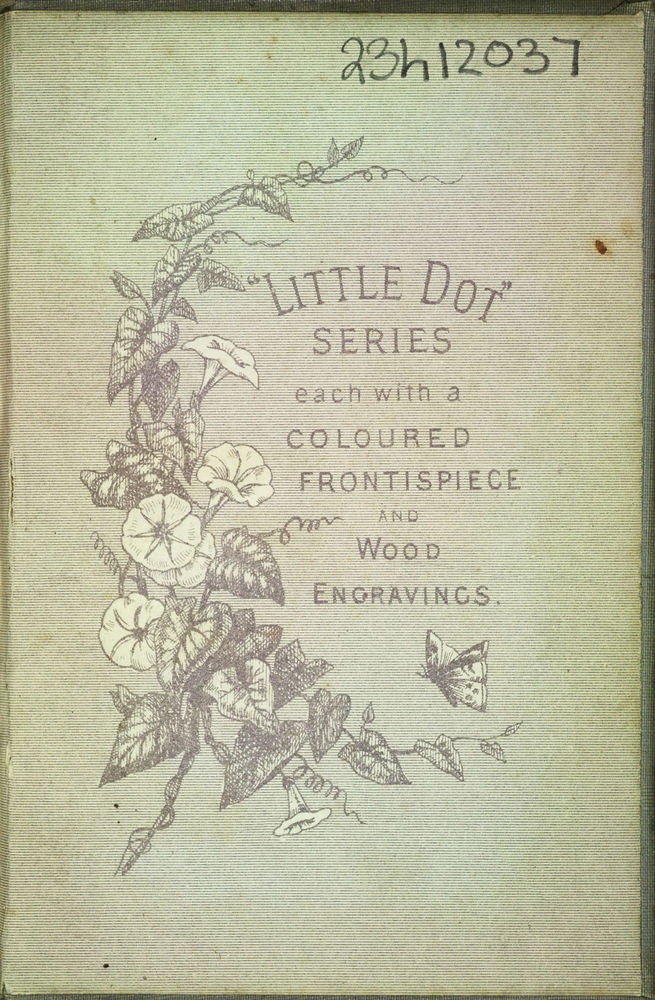 23h12037
"LITTLE DOT"
SERIES
each with a
COLOURED
FRONTISPIECE
AND
WOOD
ENGRAVINGS.